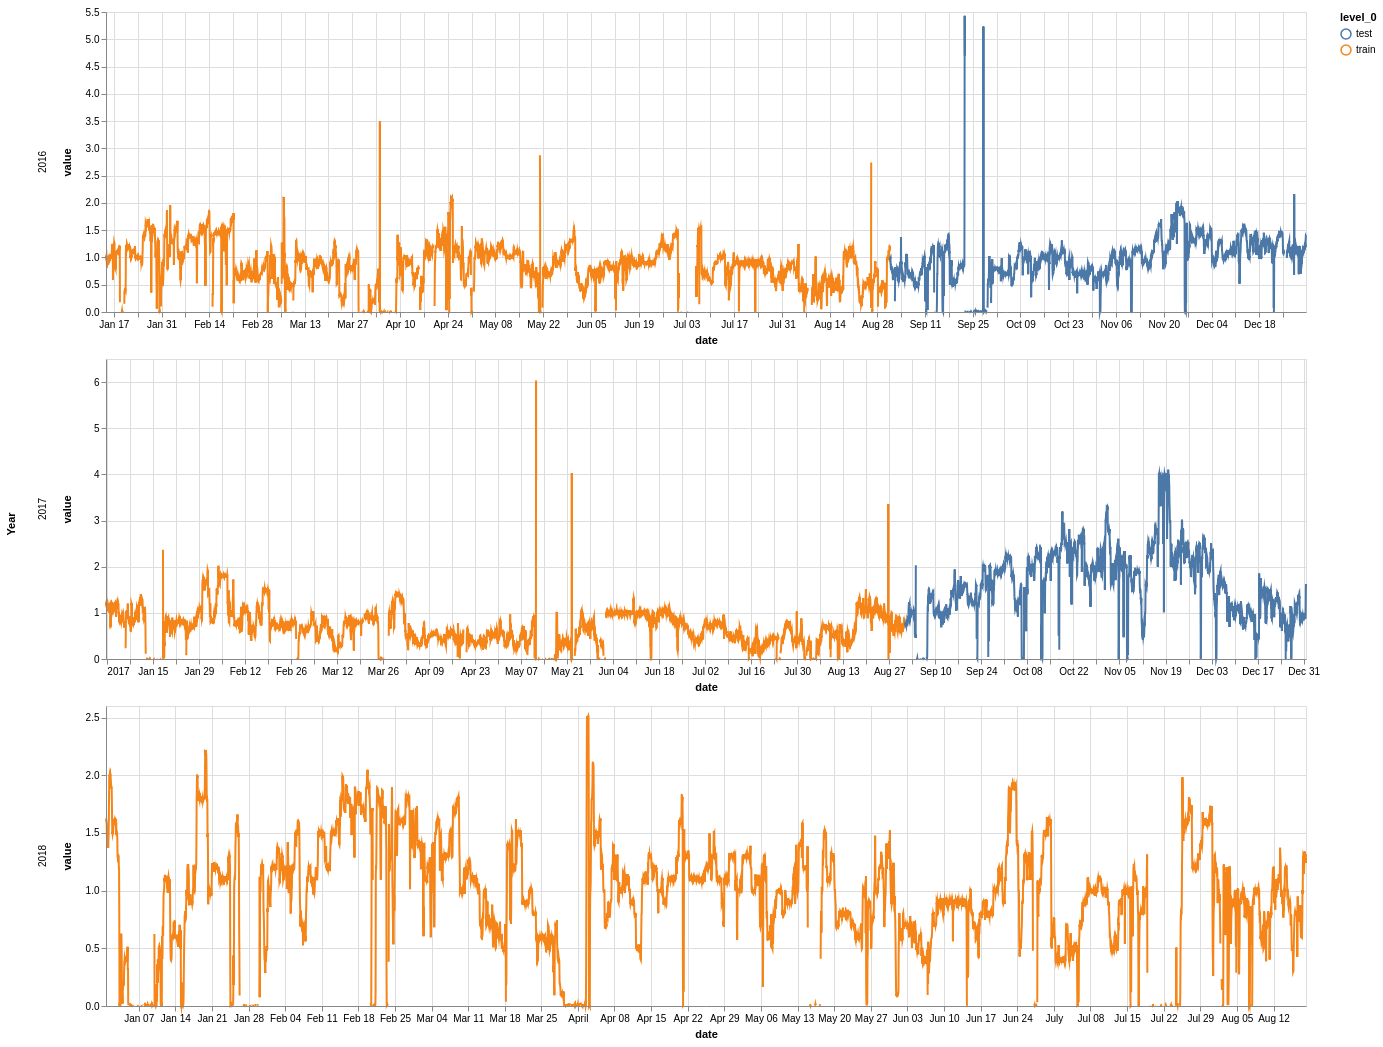 level_0
test
train
5.5
5.0
4.5
4.0
3.5
3.0
2.5
2.0
1.5
1.0
0.5
0.0
2016
value
Jan 17 Jan 31 Feb 14 Feb 28 Mar 13 Mar 27 Apr 10 Apr 24 May 08 May 22 Jun 05 Jun 19 Jul 03 Jul 17 Jul 31 Aug 14 Aug 28 Sep 11 Sep 25 Oct 09 Oct 23 Nov 06 Nov 20 Dec 04 Dec 18
date
Year
6
5
4
3
2
1
0
2017
value
2017 Jan 15 Jan 29 Feb 12 Feb 26 Mar 12 Mar 26 Apr 09 Apr 23 May 07 May 21 Jun 04 Jun 18 Jul 02 Jul 16 Jul 30 Aug 13 Aug 27 Sep 10 Sep 24 Oct 08 Oct 22 Nov 05 Nov 19 Dec 03 Dec 17 Dec 31
date
2.5
2.0
1.5
1.0
0.5
0.0
2018
value
Jan 07 Jan 14 Jan 21 Jan 28 Feb 04 Feb 11 Feb 18 Feb 25 Mar 04 Mar 11 Mar 18 Mar 25 April Apr 08 Apr 15 Apr 22 Apr 29 May 06 May 13 May 20 May 27 Jun 03 Jun 10 Jun 17 Jun 24 July Jul 08 Jul 15 Jul 22 Jul 29 Aug 05 Aug 12
date